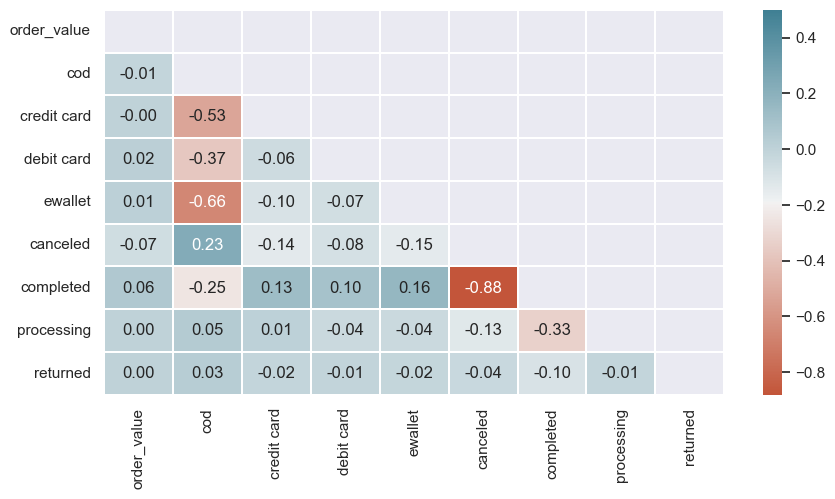 order_value
cod -0.01
credit card -0.00 -0.53
debit card 0.02 -0.37 -0.06
ewallet 0.01 -0.66 -0.10 -0.07
canceled -0.07 0.23 -0.14 -0.08 -0.15
completed 0.06 -0.25 0.13 0.10 0.16 -0.88
processing 0.00 0.05 0.01 -0.04 -0.04 -0.13 -0.33
returned 0.00 0.03 -0.02 -0.01 -0.02 -0.04 -0.10 -0.01
order_value cod credit card debit card ewallet canceled completed processing returned
0.4
0.2
0.0
−0.2
−0.4
−0.6
−0.8